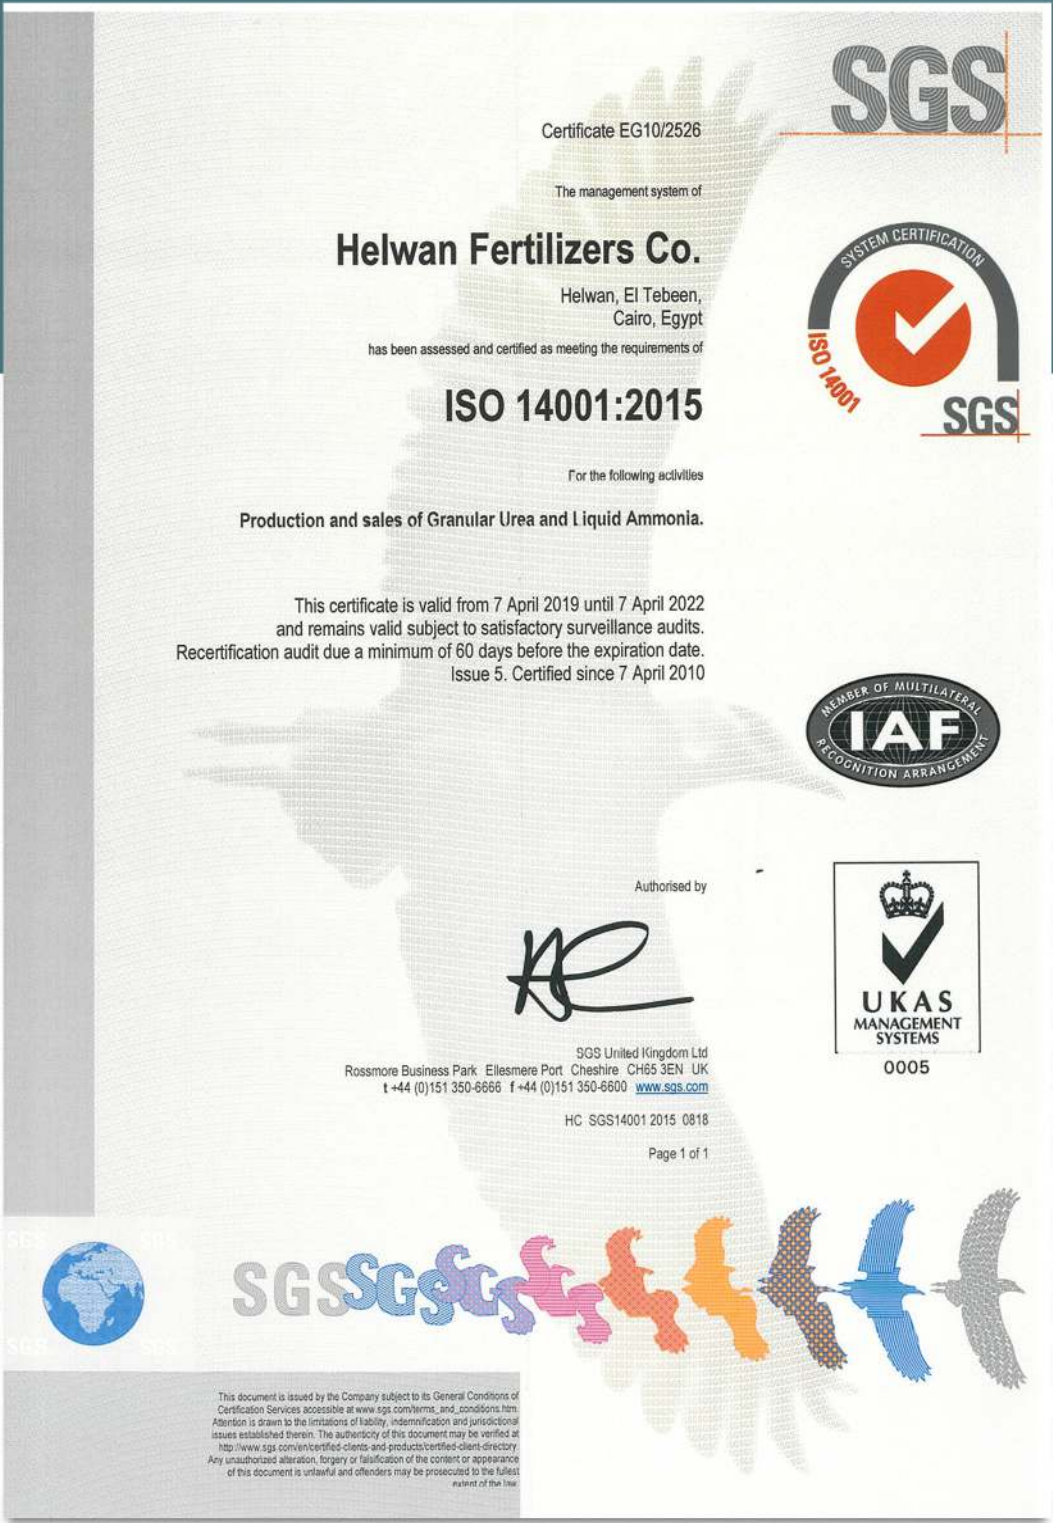 SGS
Certificate EG10/2526
The management system of
Helwan Fertilizers Co.
Helwan, El Tebeen,
Cairo, Egypt
has been assessed and certified as meeting the requirements of
ISO 14001:2015
For the following activities
Production and sales of Granular Urea and Liquid Ammonia.
This certificate is valid from 7 April 2019 until 7 April 2022
and remains valid subject to satisfactory surveillance audits.
Recertification audit due a minimum of 60 days before the expiration date.
Issue 5. Certified since 7 April 2010
SYSTEM CERTIFICATION
ISO 14001
SGS
MEMBER OF MULTILATERAL
IAF
RECOGNITION ARRANGEMENT
Authorised by
SGS United Kingdom Ltd
Rossmore Business Park Ellesmere Port Cheshire CH65 3EN UK
t +44 (0)151 350-6666 f +44 (0)151 350-6600 www.sgs.com
HC SGS14001 2015 0818
Page 1 of 1
UKAS
MANAGEMENT
SYSTEMS
0005
SGS SGS
SGS SGS
SGS SGS SGS
This document is issued by the Company subject to its General Conditions of
Certification Services accessible at www.sgs.com/terms_and_conditions.htm.
Attention is drawn to the limitations of liability, indemnification and jurisdictional
issues established therein. The authenticity of this document may be verified at
http://www.sgs.com/en/certified-clients-and-products/certified-client-directory.
Any unauthorized alteration, forgery or falsification of the content or appearance
of this document is unlawful and offenders may be prosecuted to the fullest
extent of the law.